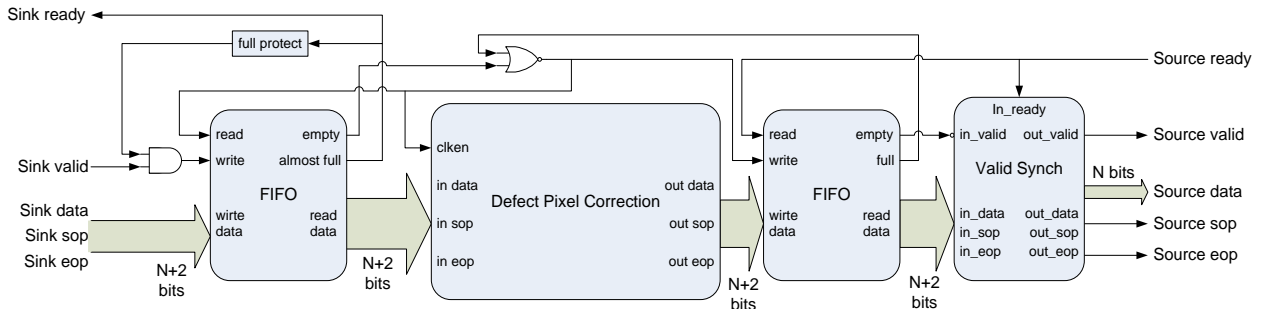 Sink ready
full protect
Source ready
In_ready
read
empty
write
almost full
FIFO
wirte
data
read
data
Sink valid
Sink data
Sink sop
Sink eop
N+2
bits
N+2
bits
clken
in data
in sop
in eop
Defect Pixel Correction
out data
out sop
out eop
N+2
bits
read
empty
write
full
FIFO
wirte
data
read
data
N+2
bits
in_valid
out_valid
Valid Synch
in_data
out_data
in_sop
out_sop
in_eop
out_eop
Source valid
N bits
Source data
Source sop
Source eop